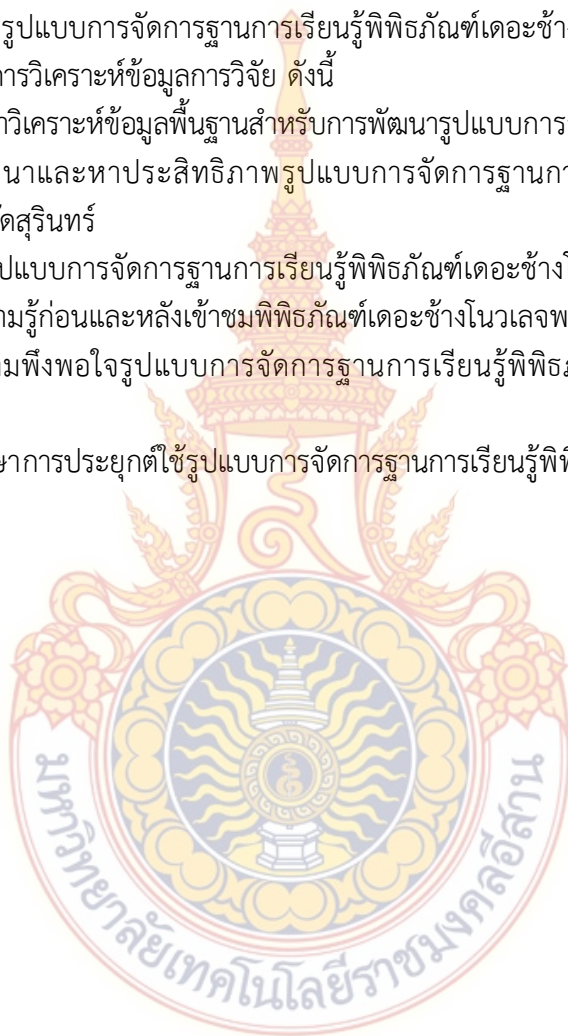 รูปแบบการจัดการฐานการเรียนรู้พิพิธภัณฑ์เดอะช้าง
การวิเคราะห์ข้อมูลการวิจัย ดังนี้
าวิเคราะห์ข้อมูลพื้นฐานสำหรับการพัฒนารูปแบบการ
นาและหาประสิทธิภาพรูปแบบการจัดการฐานกา
ัดสุรินทร์
ปแบบการจัดการฐานการเรียนรู้พิพิธภัณฑ์เดอะช้างโ
ามรู้ก่อนและหลังเข้าชมพิพิธภัณฑ์เดอะช้างโนวเลจพ
ามพึงพอใจรูปแบบการจัดการฐานการเรียนรู้พิพิธภ
ษาการประยุกต์ใช้รูปแบบการจัดการฐานการเรียนรู้พิพิ
มหาวิทยาลัยเทคโนโลยีราชมงคลอีสาน